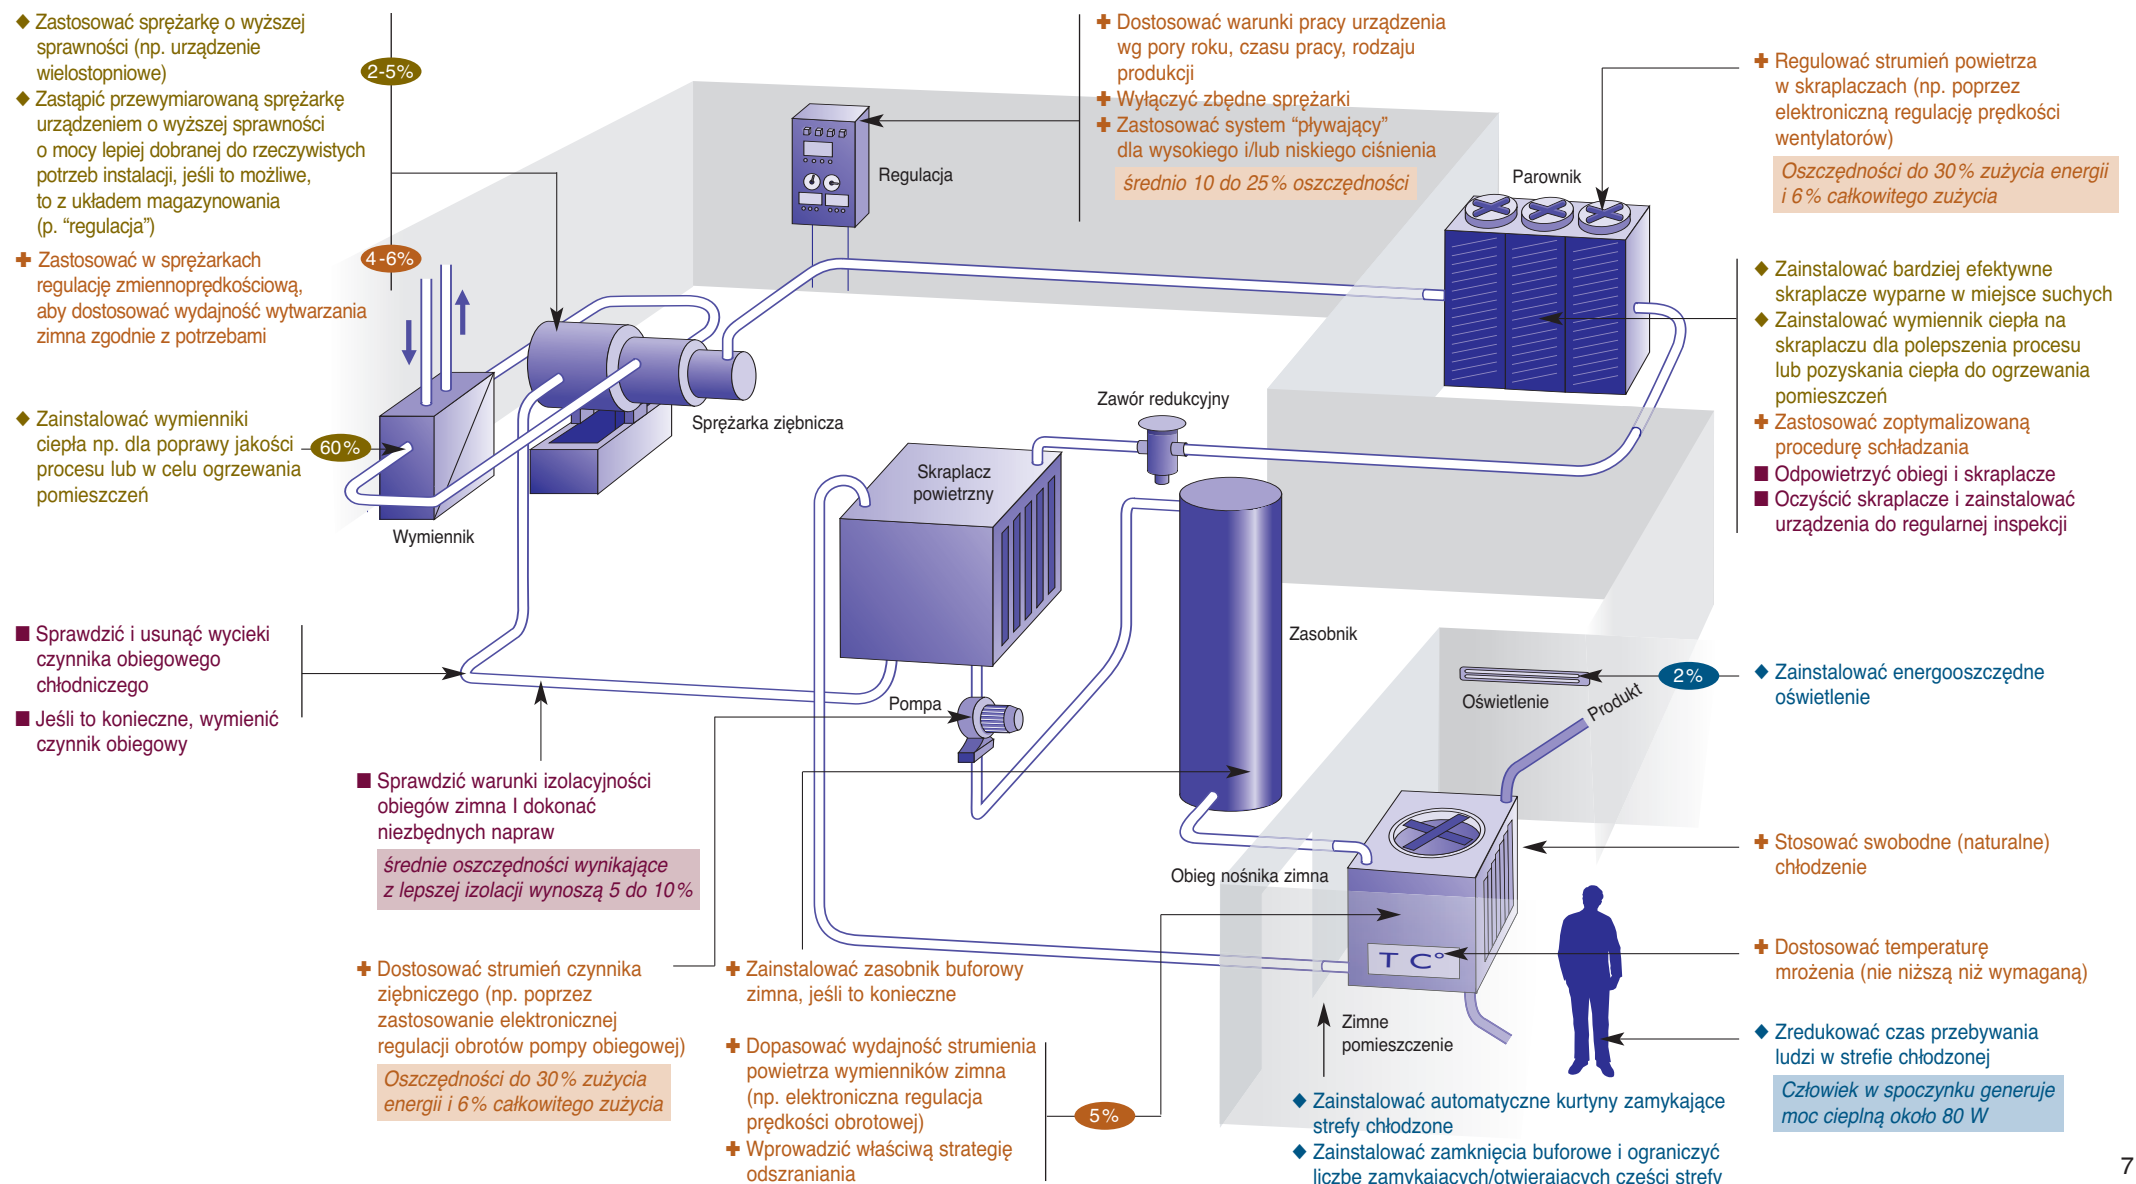 ◆ Zastosować sprężarkę o wyższej
sprawności (np. urządzenie
wielostopniowe)
2-5%
◆ Zastąpić przewymiarowaną sprężarkę
urządzeniem o wyższej sprawności
o mocy lepiej dobranej do rzeczywistych
potrzeb instalacji, jeśli to możliwe,
to z układem magazynowania
(p. “regulacja”)
✚ Zastosować w sprężarkach
regulację zmiennoprędkościową,
aby dostosować wydajność wytwarzania
zimna zgodnie z potrzebami
4-6%
◆ Zainstalować wymienniki
ciepła np. dla poprawy jakości
procesu lub w celu ogrzewania
pomieszczeń
60%
Wymiennik
Sprężarka ziębnicza
Regulacja
✚ Dostosować warunki pracy urządzenia
wg pory roku, czasu pracy, rodzaju
produkcji
✚ Wyłączyć zbędne sprężarki
✚ Zastosować system “pływający”
dla wysokiego i/lub niskiego ciśnienia
średnio 10 do 25% oszczędności
Parownik
✚ Regulować strumień powietrza
w skraplaczach (np. poprzez
elektroniczną regulację prędkości
wentylatorów)
Oszczędności do 30% zużycia energii
i 6% całkowitego zużycia
◆ Zainstalować bardziej efektywne
skraplacze wyparne w miejsce suchych
◆ Zainstalować wymiennik ciepła na
skraplaczu dla polepszenia procesu
lub pozyskania ciepła do ogrzewania
pomieszczeń
✚ Zastosować zoptymalizowaną
procedurę schładzania
■ Odpowietrzyć obiegi i skraplacze
■ Oczyścić skraplacze i zainstalować
urządzenia do regularnej inspekcji
Zawór redukcyjny
Skraplacz
powietrzny
Zasobnik
Pompa
■ Sprawdzić i usunąć wycieki
czynnika obiegowego
chłodniczego
■ Jeśli to konieczne, wymienić
czynnik obiegowy
■ Sprawdzić warunki izolacyjności
obiegów zimna I dokonać
niezbędnych napraw
średnie oszczędności wynikające
z lepszej izolacji wynoszą 5 do 10%
✚ Dostosować strumień czynnika
ziębniczego (np. poprzez
zastosowanie elektronicznej
regulacji obrotów pompy obiegowej)
Oszczędności do 30% zużycia
energii i 6% całkowitego zużycia
✚ Zainstalować zasobnik buforowy
zimna, jeśli to konieczne
✚ Dopasować wydajność strumienia
powietrza wymienników zimna
(np. elektroniczna regulacja
prędkości obrotowej)
✚ Wprowadzić właściwą strategię
odszraniania
5%
Oświetlenie
Produkt
2%
◆ Zainstalować energooszczędne
oświetlenie
Obieg nośnika zimna
T C°
✚ Stosować swobodne (naturalne)
chłodzenie
✚ Dostosować temperaturę
mrożenia (nie niższą niż wymaganą)
Zimne
pomieszczenie
◆ Zredukować czas przebywania
ludzi w strefie chłodzonej
Człowiek w spoczynku generuje
moc cieplną około 80 W
◆ Zainstalować automatyczne kurtyny zamykające
strefy chłodzone
◆ Zainstalować zamknięcia buforowe i ograniczyć
liczbę zamykających/otwierających części strefy
7